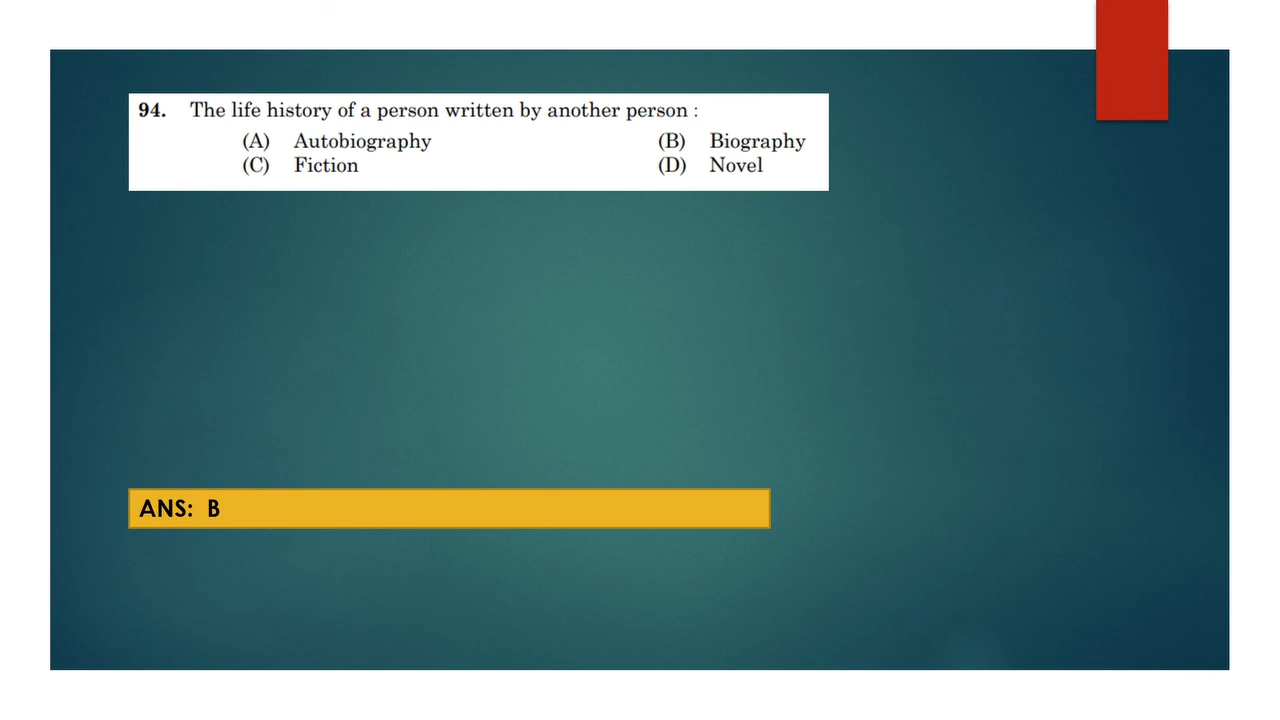 94. The life history of a person written by another person :
(A) Autobiography (B) Biography
(C) Fiction (D) Novel
ANS: B